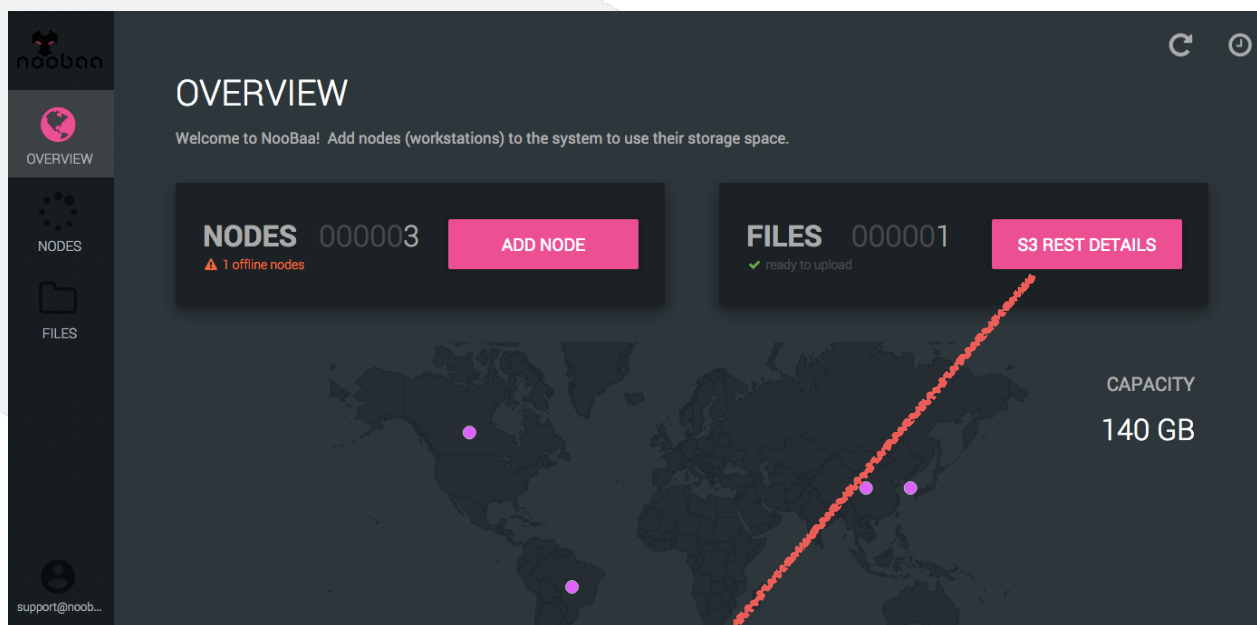 noobaa
OVERVIEW
Welcome to NooBaa! Add nodes (workstations) to the system to use their storage space.
OVERVIEW
NODES
FILES
support@noob...
NODES 000003
1 offline nodes
ADD NODE
FILES 000001
ready to upload
S3 REST DETAILS
CAPACITY
140 GB